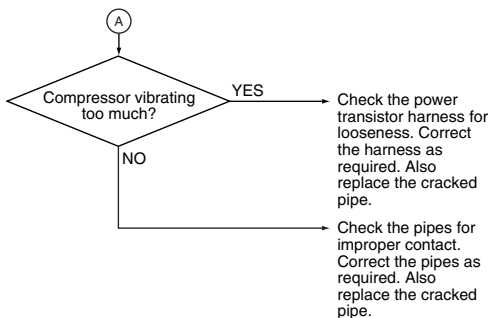 A
Compressor vibrating
too much?
YES
Check the power
transistor harness for
looseness. Correct
the harness as
required. Also
replace the cracked
pipe.
NO
Check the pipes for
improper contact.
Correct the pipes as
required. Also
replace the cracked
pipe.